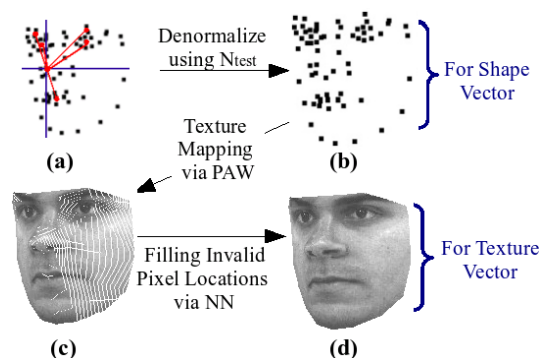 Denormalize
using Ntest
For Shape
Vector
(a)
(b)
Texture
Mapping
via PAW
Filling Invalid
Pixel Locations
via NN
For Texture
Vector
(c)
(d)